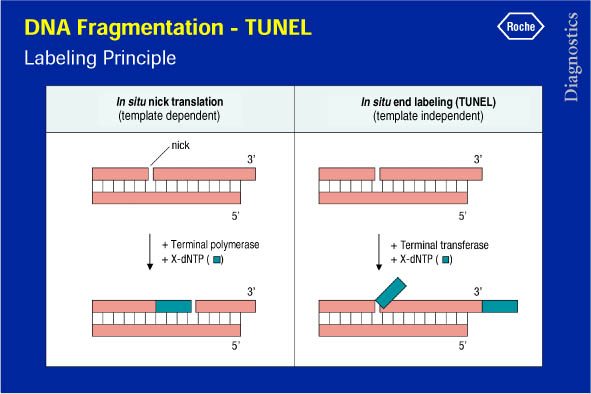 DNA Fragmentation - TUNEL
Labeling Principle
Roche
Diagnostics
In situ nick translation
(template dependent)
In situ end labeling (TUNEL)
(template independent)
nick
3’
5’
3’
5’
+ Terminal polymerase
+ X-dNTP ( )
+ Terminal transferase
+ X-dNTP ( )
3’
5’
3’
5’